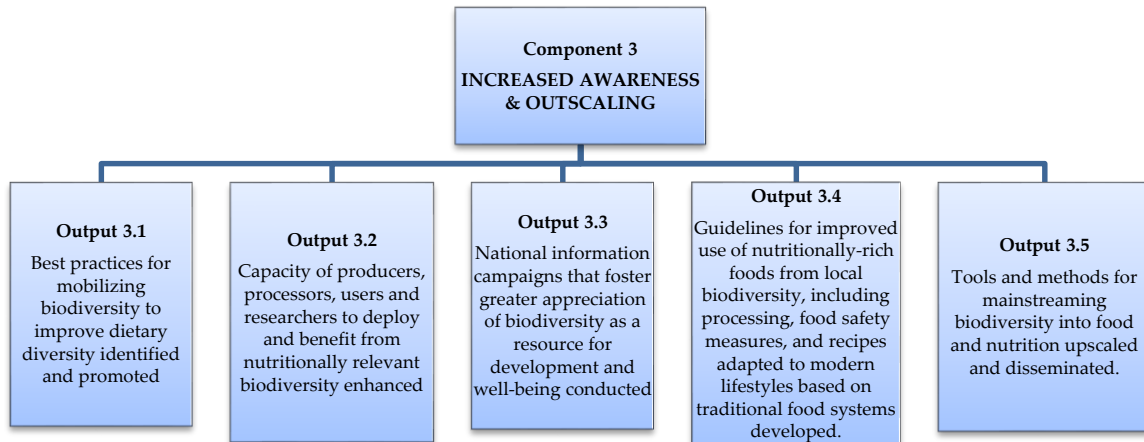 Component 3
INCREASED AWARENESS
& OUTSCALING
Output 3.1
Best practices for
mobilizing
biodiversity to
improve dietary
diversity identified
and promoted
Output 3.2
Capacity of producers,
processors, users and
researchers to deploy
and benefit from
nutritionally relevant
biodiversity enhanced
Output 3.3
National information
campaigns that foster
greater appreciation
of biodiversity as a
resource for
development and
well-being conducted
Output 3.4
Guidelines for improved
use of nutritionally-rich
foods from local
biodiversity, including
processing, food safety
measures, and recipes
adapted to modern
lifestyles based on
traditional food systems
developed.
Output 3.5
Tools and methods for
mainstreaming
biodiversity into food
and nutrition upscaled
and disseminated.